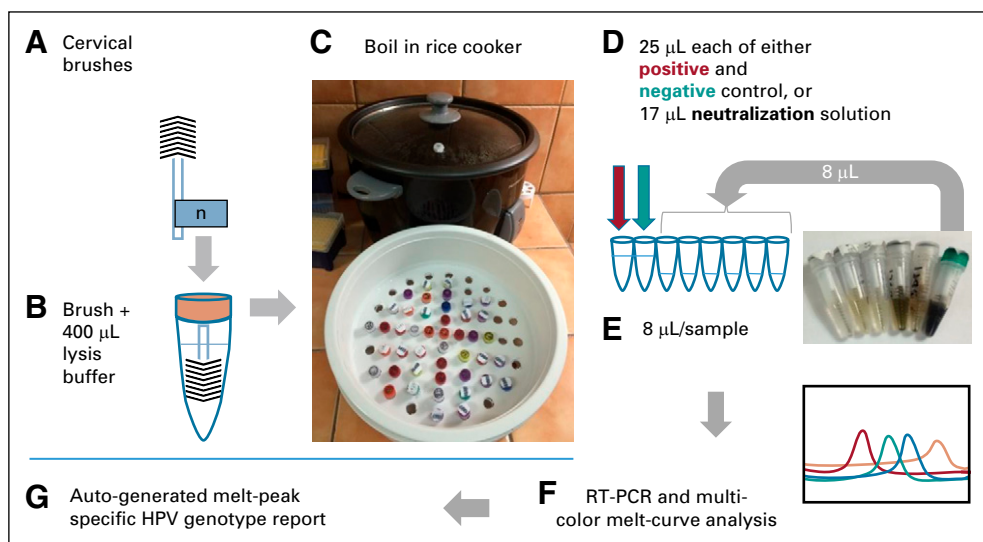 A Cervical
brushes
n
B Brush +
400 μL
lysis
buffer
C Boil in rice cooker
D 25 μL each of either
positive and
negative control, or
17 μL neutralization solution
8 μL
E 8 μL/sample
F RT-PCR and multi-
color melt-curve analysis
G Auto-generated melt-peak
specific HPV genotype report